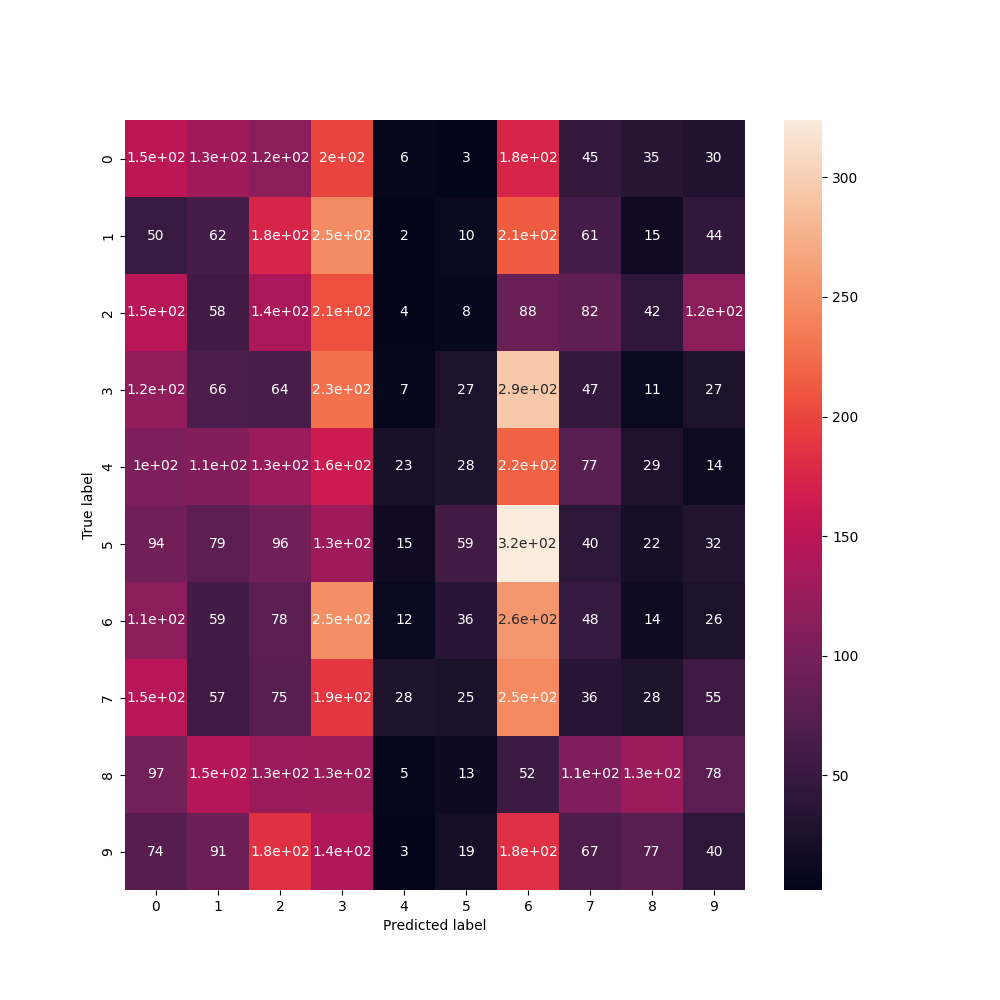 0 1.5e+02 1.3e+02 1.2e+02 2e+02 6 3 1.8e+02 45 35 30
1 50 62 1.8e+02 2.5e+02 2 10 2.1e+02 61 15 44
2 1.5e+02 58 1.4e+02 2.1e+02 4 8 88 82 42 1.2e+02
3 1.2e+02 66 64 2.3e+02 7 27 2.9e+02 47 11 27
4 1e+02 1.1e+02 1.3e+02 1.6e+02 23 28 2.2e+02 77 29 14
5 94 79 96 1.3e+02 15 59 3.2e+02 40 22 32
6 1.1e+02 59 78 2.5e+02 12 36 2.6e+02 48 14 26
7 1.5e+02 57 75 1.9e+02 28 25 2.5e+02 36 28 55
8 97 1.5e+02 1.3e+02 1.3e+02 5 13 52 1.1e+02 1.3e+02 78
9 74 91 1.8e+02 1.4e+02 3 19 1.8e+02 67 77 40
0 1 2 3 4 5 6 7 8 9
Predicted label
True label
300
250
200
150
100
50